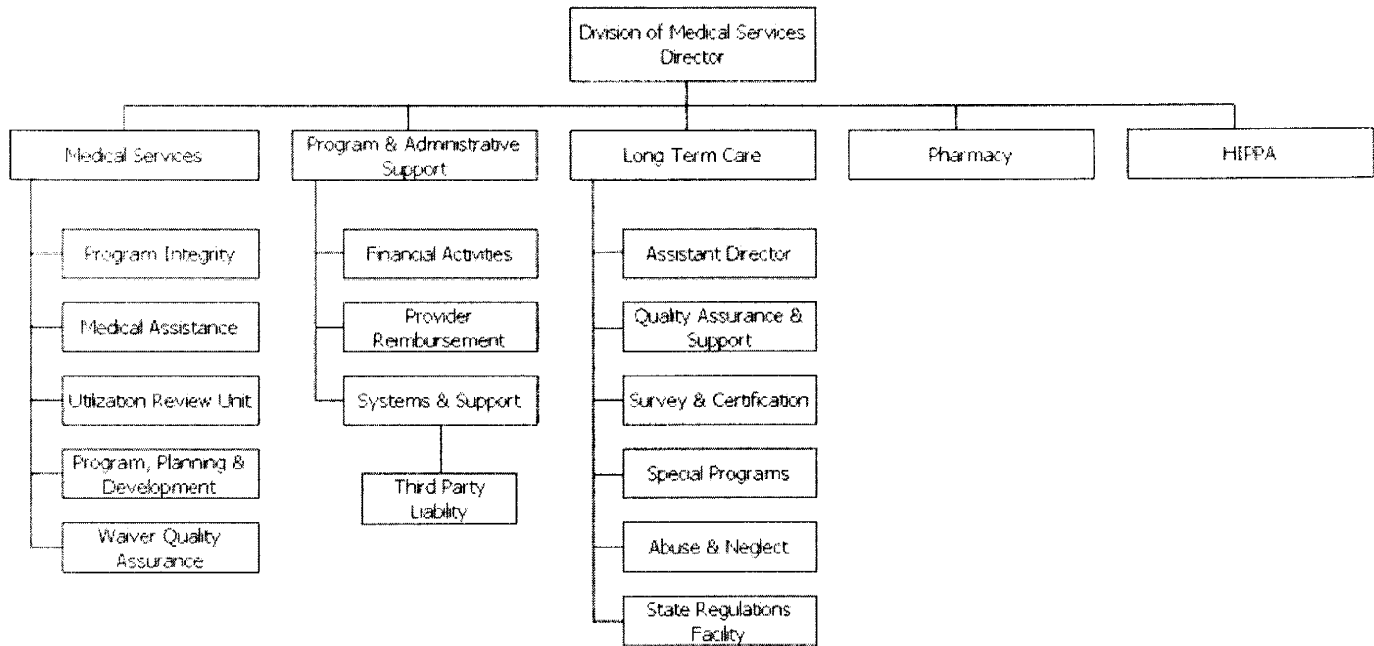 Division of Medical Services
Director
Medical Services
Program & Administrative
Support
Long Term Care
Pharmacy
HIPPA
Program Integrity
Medical Assistance
Utilization Review Unit
Program, Planning &
Development
Waiver Quality
Assurance
Financial Activities
Provider
Reimbursement
Systems & Support
Third Party
Liability
Assistant Director
Quality Assurance &
Support
Survey & Certification
Special Programs
Abuse & Neglect
State Regulations
Facility